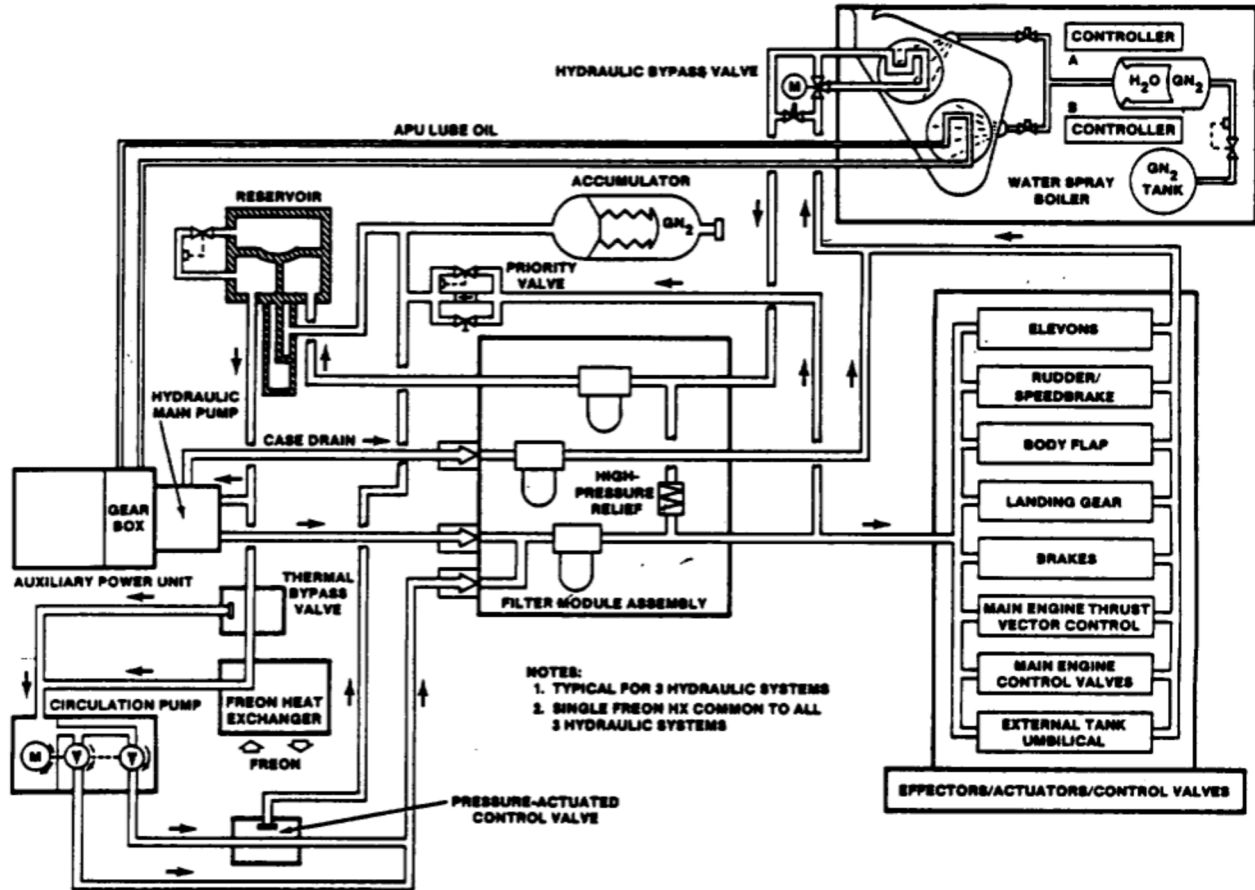 HYDRAULIC BYPASS VALVE
M
CONTROLLER
A
H2O
GN2
B
CONTROLLER
GN2
TANK
WATER SPRAY
BOILER
APU LUBE OIL
RESERVOIR
ACCUMULATOR
GN2
PRIORITY
VALVE
HYDRAULIC
MAIN PUMP
CASE DRAIN
HIGH-
PRESSURE
RELIEF
GEAR
BOX
AUXILIARY POWER UNIT
THERMAL
BYPASS
VALVE
FILTER MODULE ASSEMBLY
FREON HEAT
EXCHANGER
FREON
CIRCULATION PUMP
M
PRESSURE-ACTUATED
CONTROL VALVE
NOTES:
1. TYPICAL FOR 3 HYDRAULIC SYSTEMS
2. SINGLE FREON HX COMMON TO ALL
3 HYDRAULIC SYSTEMS
ELEVONS
RUDDER/
SPEEDBRAKE
BODY FLAP
LANDING GEAR
BRAKES
MAIN ENGINE THRUST
VECTOR CONTROL
MAIN ENGINE
CONTROL VALVES
EXTERNAL TANK
UMBILICAL
EFFECTORS/ACTUATORS/CONTROL VALVES